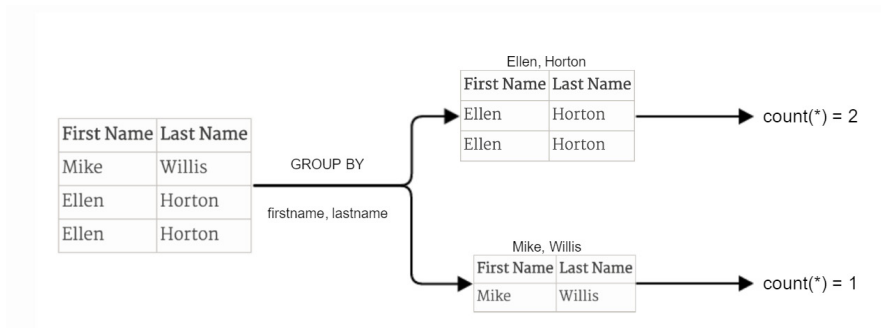 First Name Last Name
Mike Willis
Ellen Horton
Ellen Horton
GROUP BY
firstname, lastname
Ellen, Horton
First Name Last Name
Ellen Horton
Ellen Horton
count(*) = 2
Mike, Willis
First Name Last Name
Mike Willis
count(*) = 1